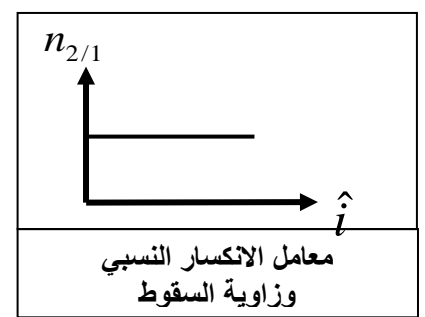 n₂/₁
î
معامل الانكسار النسبي
وزاوية السقوط